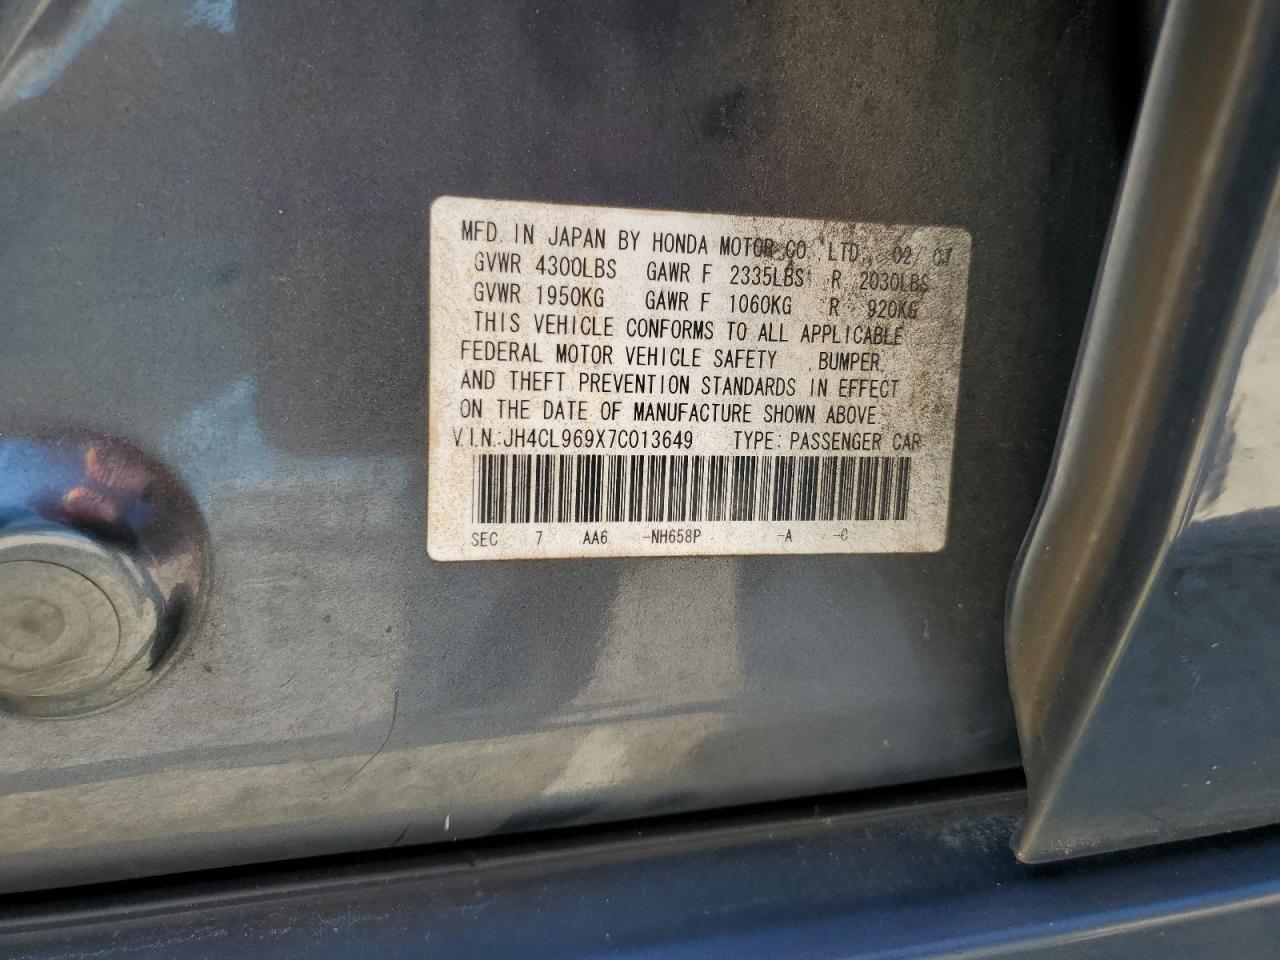 MFD. IN JAPAN BY HONDA MOTOR CO. LTD., 02/07
GVWR 4300LBS GAWR F 2335LBS R 2030LBS
GVWR 1950KG GAWR F 1060KG R 920KG
THIS VEHICLE CONFORMS TO ALL APPLICABLE
FEDERAL MOTOR VEHICLE SAFETY BUMPER,
AND THEFT PREVENTION STANDARDS IN EFFECT
ON THE DATE OF MANUFACTURE SHOWN ABOVE.
V.I.N.:JH4CL969X7C013649 TYPE: PASSENGER CAR
SEC 7 AA6 -NH658P -A -C